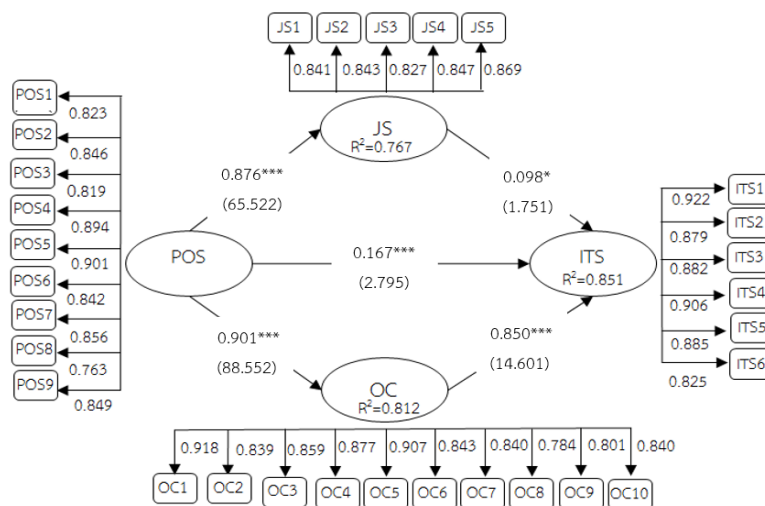 JS1 JS2 JS3 JS4 JS5
0.841 0.843 0.827 0.847 0.869
POS1
0.823
POS2
0.846
POS3
0.819
POS4
0.894
POS5
0.901
POS6
0.842
POS7
0.856
POS8
0.763
POS9
0.849
JS
R²=0.767
0.876***
(65.522)
0.098*
(1.751)
POS
0.167***
(2.795)
ITS
R²=0.851
0.901***
(88.552)
0.850***
(14.601)
OC
R²=0.812
ITS1
0.922
ITS2
0.879
ITS3
0.882
ITS4
0.906
ITS5
0.885
ITS6
0.825
0.918 0.839 0.859 0.877 0.907 0.843 0.840 0.784 0.801 0.840
OC1 OC2 OC3 OC4 OC5 OC6 OC7 OC8 OC9 OC10